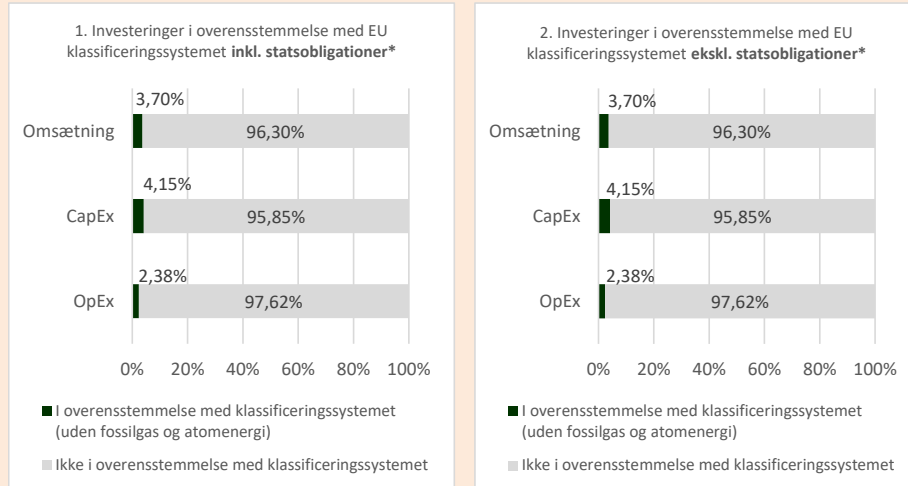 1. Investeringer i overensstemmelse med EU
klassificeringssystemet inkl. statsobligationer*
3,70%
Omsætning
96,30%
4,15%
CapEx
95,85%
2,38%
OpEx
97,62%
0% 20% 40% 60% 80% 100%
I overensstemmelse med klassificeringssystemet
(uden fossilgas og atomenergi)
Ikke i overensstemmelse med klassificeringssystemet
2. Investeringer i overensstemmelse med EU
klassificeringssystemet ekskl. statsobligationer*
3,70%
Omsætning
96,30%
4,15%
CapEx
95,85%
2,38%
OpEx
97,62%
0% 20% 40% 60% 80% 100%
I overensstemmelse med klassificeringssystemet
(uden fossilgas og atomenergi)
Ikke i overensstemmelse med klassificeringssystemet